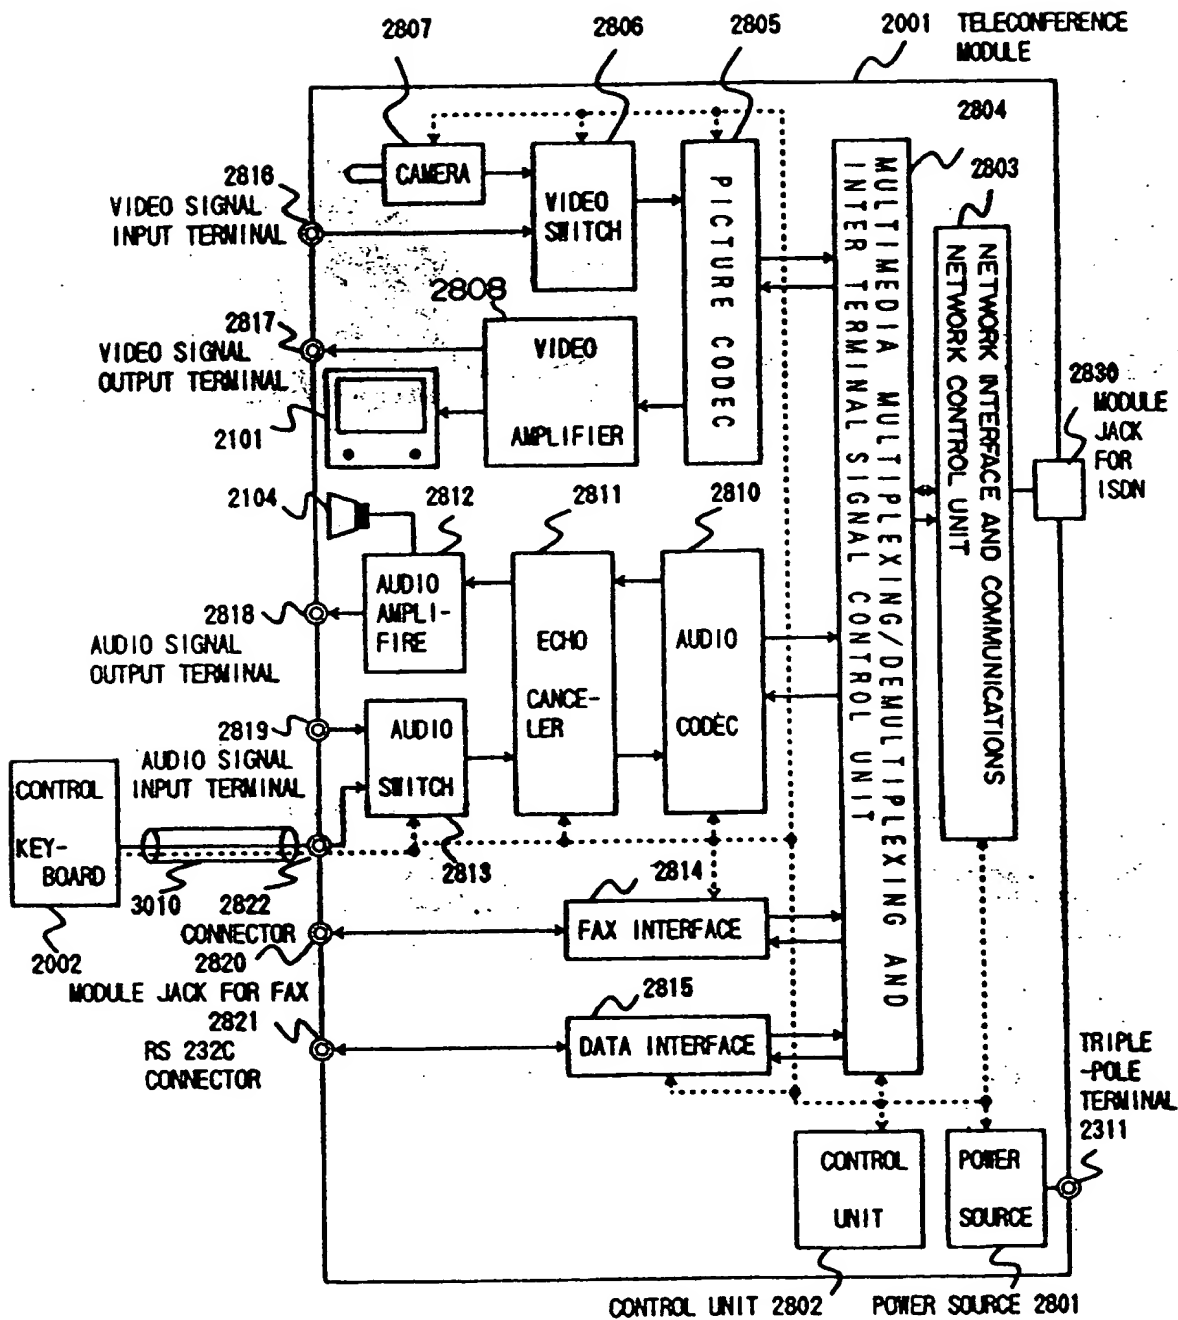 2807
2806
2805
2001 TELECONFERENCE
MODULE
2804
2803
CAMERA
VIDEO
SWITCH
PICTURE CODEC
MULTIMEDIA MULTIPLEXING/DEMULTIPLEXING AND
INTER TERMINAL SIGNAL CONTROL UNIT
NETWORK INTERFACE AND COMMUNICATIONS
NETWORK CONTROL UNIT
2816
VIDEO SIGNAL
INPUT TERMINAL
2808
2817
VIDEO SIGNAL
OUTPUT TERMINAL
VIDEO
AMPLIFIER
2101
2830
MODULE
JACK
FOR
ISDN
2104
2812
2811
2810
AUDIO
AMPLI-
FIRE
ECHO
CANCE-
LER
AUDIO
CODEC
2818
AUDIO SIGNAL
OUTPUT TERMINAL
2819
AUDIO SIGNAL
INPUT TERMINAL
AUDIO
SWITCH
CONTROL
KEY-
BOARD
3010
2822
CONNECTOR
2813
2814
FAX INTERFACE
2002
2820
MODULE JACK FOR FAX
2821
RS 232C
CONNECTOR
2815
DATA INTERFACE
TRIPLE
-POLE
TERMINAL
2311
CONTROL
UNIT
POWER
SOURCE
CONTROL UNIT 2802
POWER SOURCE 2801